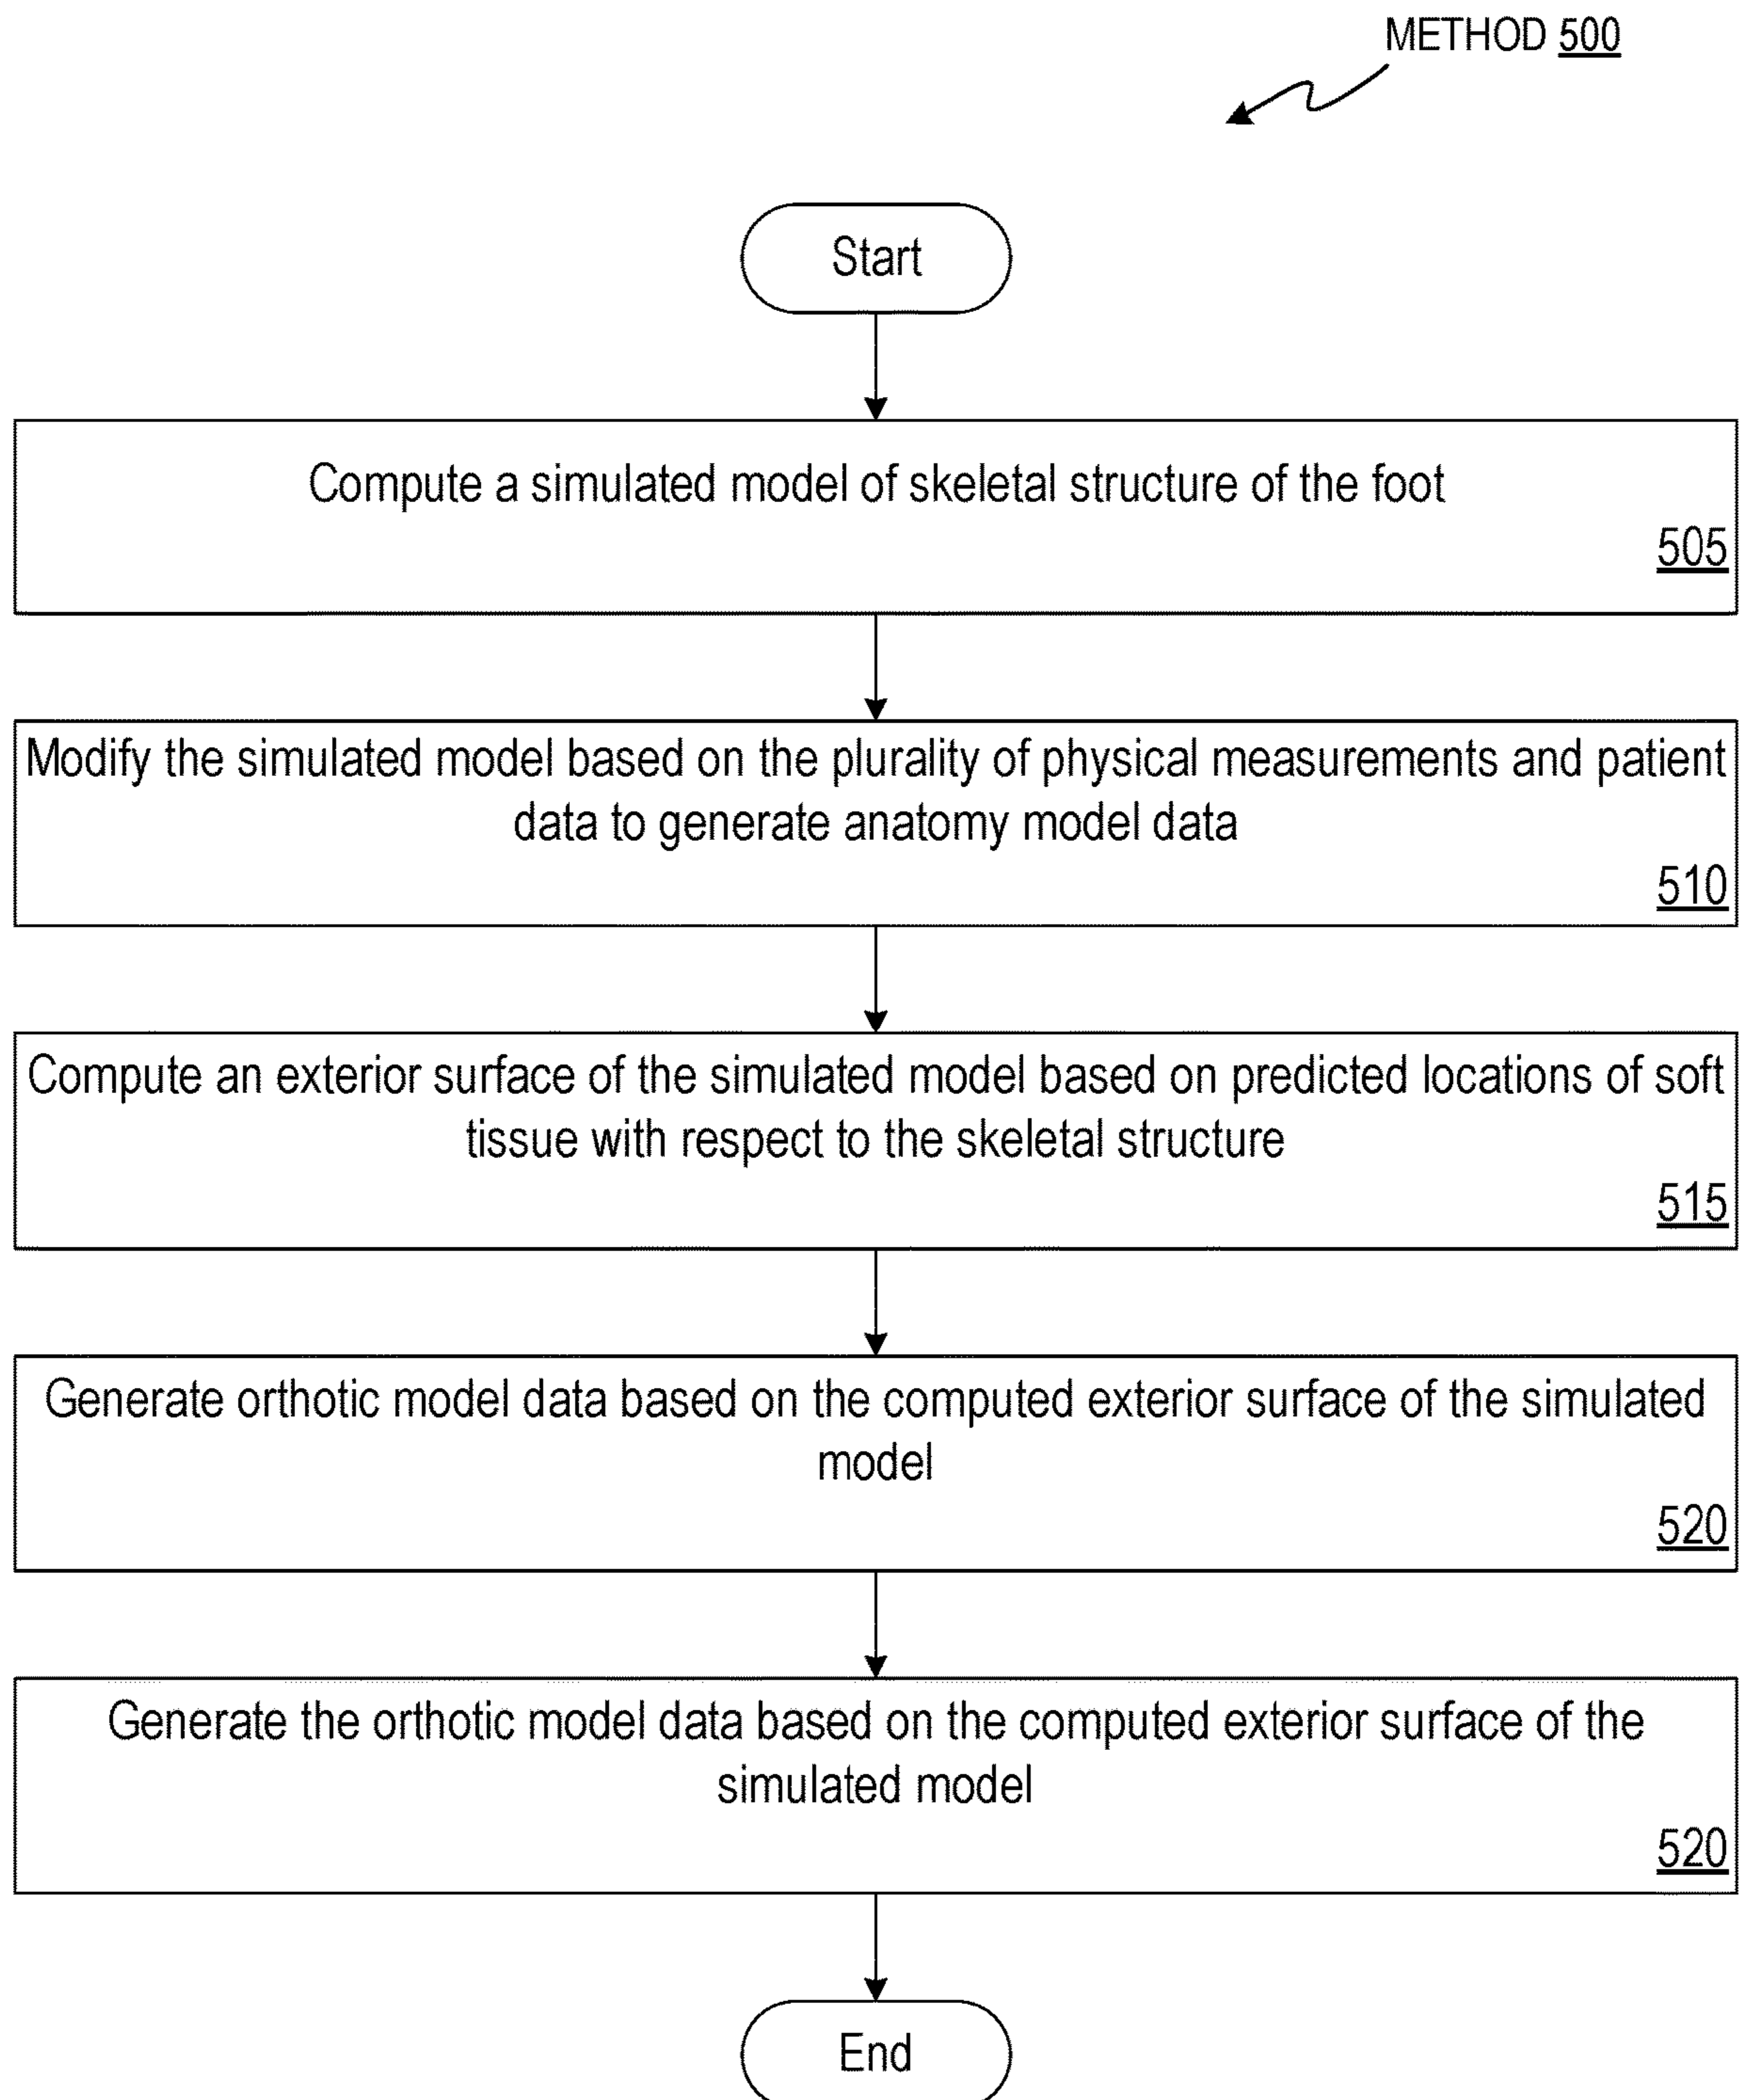 METHOD 500
Start
Compute a simulated model of skeletal structure of the foot
505
Modify the simulated model based on the plurality of physical measurements and patient
data to generate anatomy model data
510
Compute an exterior surface of the simulated model based on predicted locations of soft
tissue with respect to the skeletal structure
515
Generate orthotic model data based on the computed exterior surface of the simulated
model
520
Generate the orthotic model data based on the computed exterior surface of the
simulated model
520
End